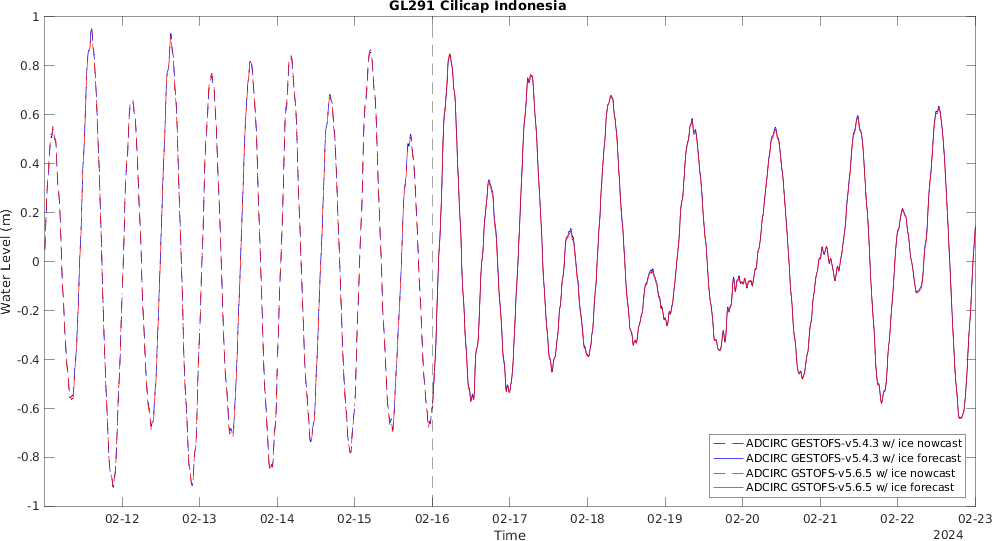 GL291 Cilicap Indonesia
1
0.8
0.6
0.4
0.2
0
-0.2
-0.4
-0.6
-0.8
-1
Water Level (m)
ADCIRC GESTOFS-v5.4.3 w/ ice nowcast
ADCIRC GESTOFS-v5.4.3 w/ ice forecast
ADCIRC GSTOFS-v5.6.5 w/ ice nowcast
ADCIRC GSTOFS-v5.6.5 w/ ice forecast
02-12 02-13 02-14 02-15 02-16 02-17 02-18 02-19 02-20 02-21 02-22 02-23
Time
2024